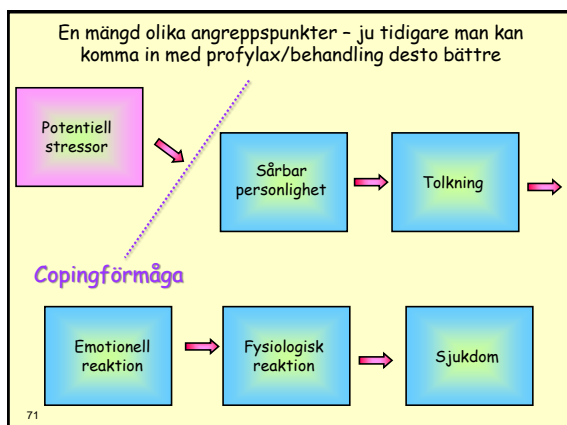 En mängd olika angreppspunkter – ju tidigare man kan
komma in med profylax/behandling desto bättre
Potentiell
stressor
Sårbar
personlighet
Tolkning
Copingförmåga
Emotionell
reaktion
Fysiologisk
reaktion
Sjukdom
71